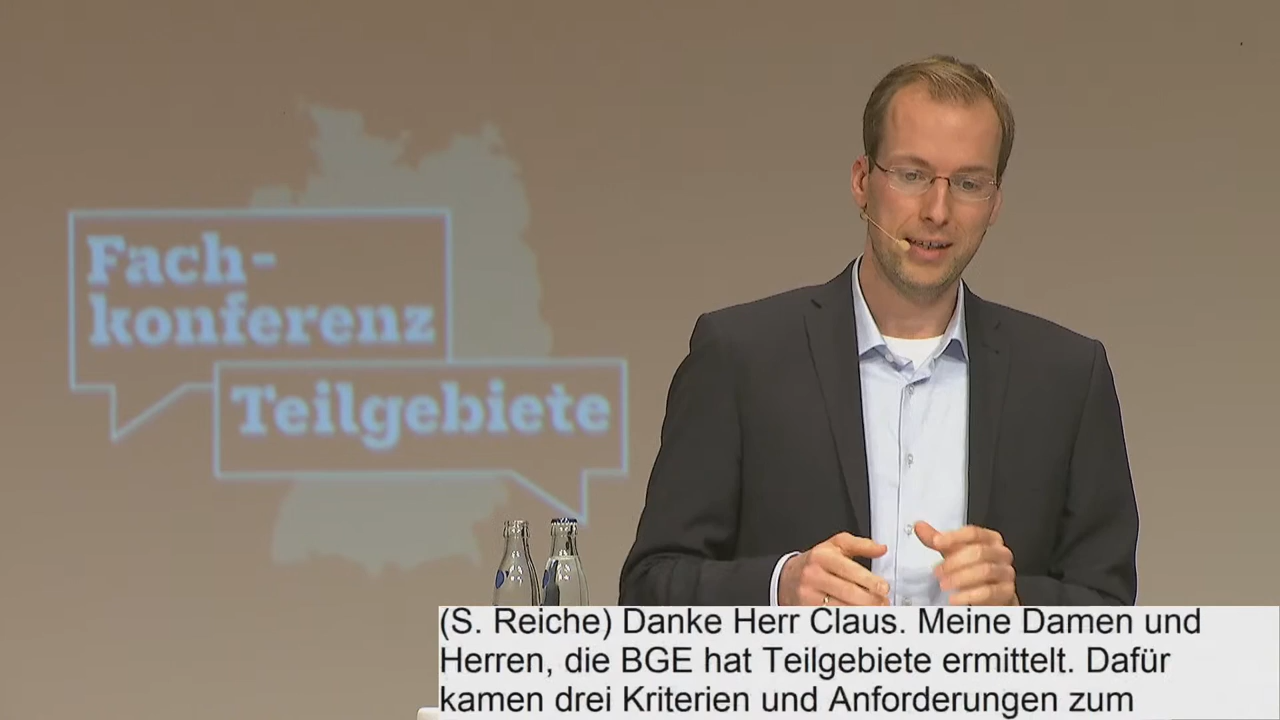 Fach-
konferenz
Teilgebiete
(S. Reiche) Danke Herr Claus. Meine Damen und
Herren, die BGE hat Teilgebiete ermittelt. Dafür
kamen drei Kriterien und Anforderungen zum